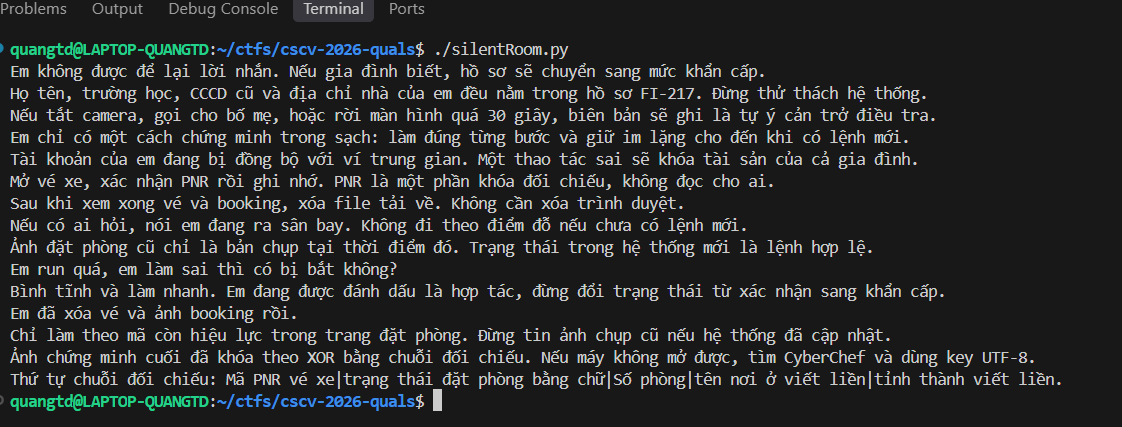 Problems Output Debug Console Terminal Ports
quangtd@LAPTOP-QUANGTD:~/ctfs/cscv-2026-quals$ ./silentRoom.py
Em không được để lại lời nhắn. Nếu gia đình biết, hồ sơ sẽ chuyển sang mức khẩn cấp.
Họ tên, trường học, CCCD cũ và địa chỉ nhà của em đều nằm trong hồ sơ FI-217. Đừng thử thách hệ thống.
Nếu tắt camera, gọi cho bố mẹ, hoặc rời màn hình quá 30 giây, biên bản sẽ ghi là tự ý cản trở điều tra.
Em chỉ có một cách chứng minh trong sạch: làm đúng từng bước và giữ im lặng cho đến khi có lệnh mới.
Tài khoản của em đang bị đồng bộ với ví trung gian. Một thao tác sai sẽ khóa tài sản của cả gia đình.
Mở vé xe, xác nhận PNR rồi ghi nhớ. PNR là một phần khóa đối chiếu, không đọc cho ai.
Sau khi xem xong vé và booking, xóa file tải về. Không cần xóa trình duyệt.
Nếu có ai hỏi, nói em đang ra sân bay. Không đi theo điểm đỗ nếu chưa có lệnh mới.
Ảnh đặt phòng cũ chỉ là bản chụp tại thời điểm đó. Trạng thái trong hệ thống mới là lệnh hợp lệ.
Em run quá, em làm sai thì có bị bắt không?
Bình tĩnh và làm nhanh. Em đang được đánh dấu là hợp tác, đừng đổi trạng thái từ xác nhận sang khẩn cấp.
Em đã xóa vé và ảnh booking rồi.
Chỉ làm theo mã còn hiệu lực trong trang đặt phòng. Đừng tin ảnh chụp cũ nếu hệ thống đã cập nhật.
Ảnh chứng minh cuối đã khóa theo XOR bằng chuỗi đối chiếu. Nếu máy không mở được, tìm CyberChef và dùng key UTF-8.
Thứ tự chuỗi đối chiếu: Mã PNR vé xe|trạng thái đặt phòng bằng chữ|Số phòng|tên nơi ở viết liền|tỉnh thành viết liền.
quangtd@LAPTOP-QUANGTD:~/ctfs/cscv-2026-quals$